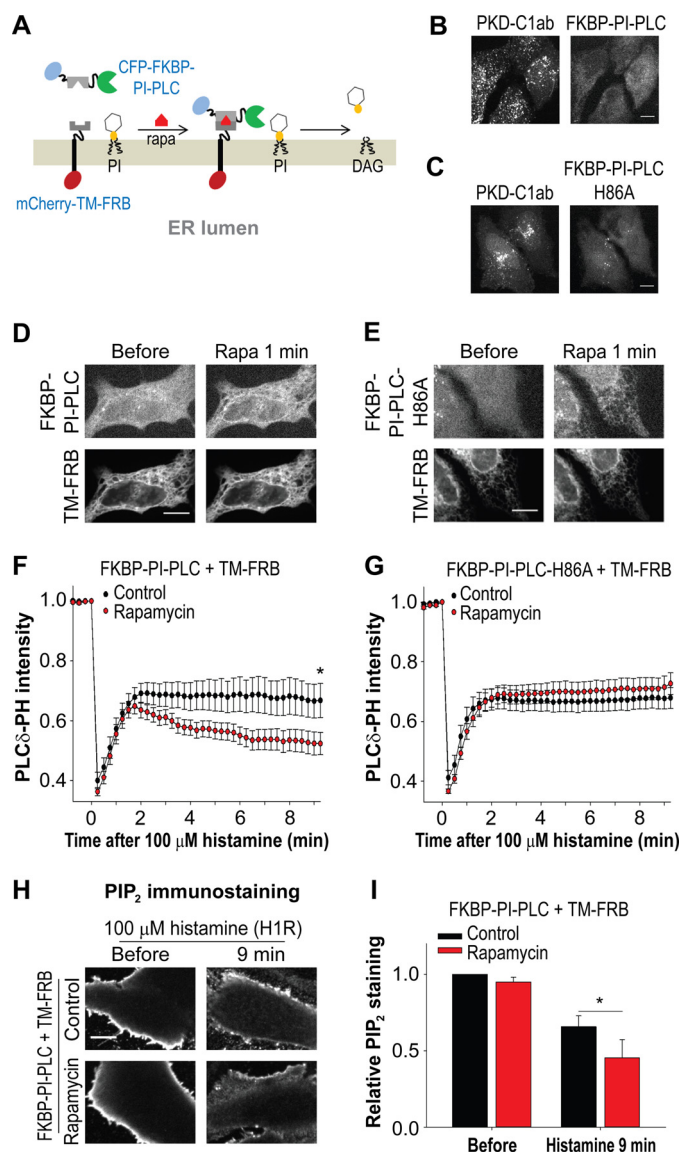 A
CFP-FKBP-
PI-PLC
rapa
PI
PI
DAG
mCherry-TM-FRB
ER lumen
B
PKD-C1ab
FKBP-PI-PLC
C
PKD-C1ab
FKBP-PI-PLC
H86A
D
Before
Rapa 1 min
FKBP-
PI-PLC
TM-FRB
E
Before
Rapa 1 min
FKBP-
PI-PLC-
H86A
TM-FRB
F
FKBP-PI-PLC + TM-FRB
Control
Rapamycin
*
PLCδ-PH intensity
1.0
0.8
0.6
0.4
0
2
4
6
8
Time after 100 μM histamine (min)
G
FKBP-PI-PLC-H86A + TM-FRB
Control
Rapamycin
PLCδ-PH intensity
1.0
0.8
0.6
0.4
0
2
4
6
8
Time after 100 μM histamine (min)
H
PIP₂ immunostaining
100 μM histamine (H1R)
Before
9 min
FKBP-PI-PLC + TM-FRB
Control
Rapamycin
I
FKBP-PI-PLC + TM-FRB
Control
Rapamycin
*
Relative PIP₂ staining
1.0
0.5
0.0
Before
Histamine 9 min